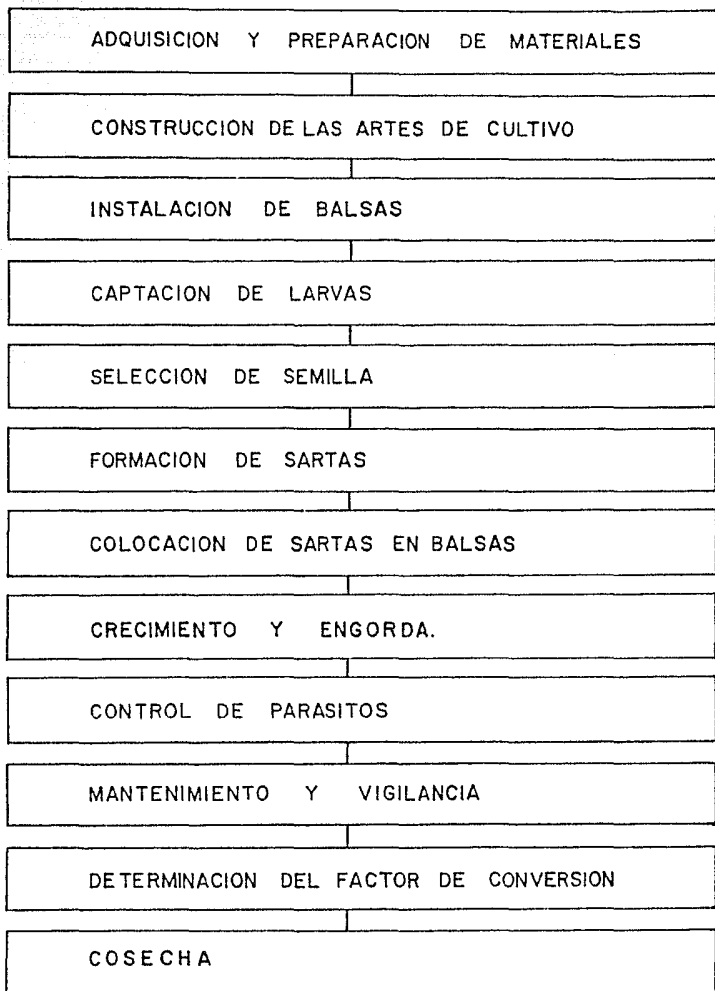 ADQUISICION Y PREPARACION DE MATERIALES
CONSTRUCCION DE LAS ARTES DE CULTIVO
INSTALACION DE BALSAS
CAPTACION DE LARVAS
SELECCION DE SEMILLA
FORMACION DE SARTAS
COLOCACION DE SARTAS EN BALSAS
CRECIMIENTO Y ENGORDA.
CONTROL DE PARASITOS
MANTENIMIENTO Y VIGILANCIA
DETERMINACION DEL FACTOR DE CONVERSION
COSECHA